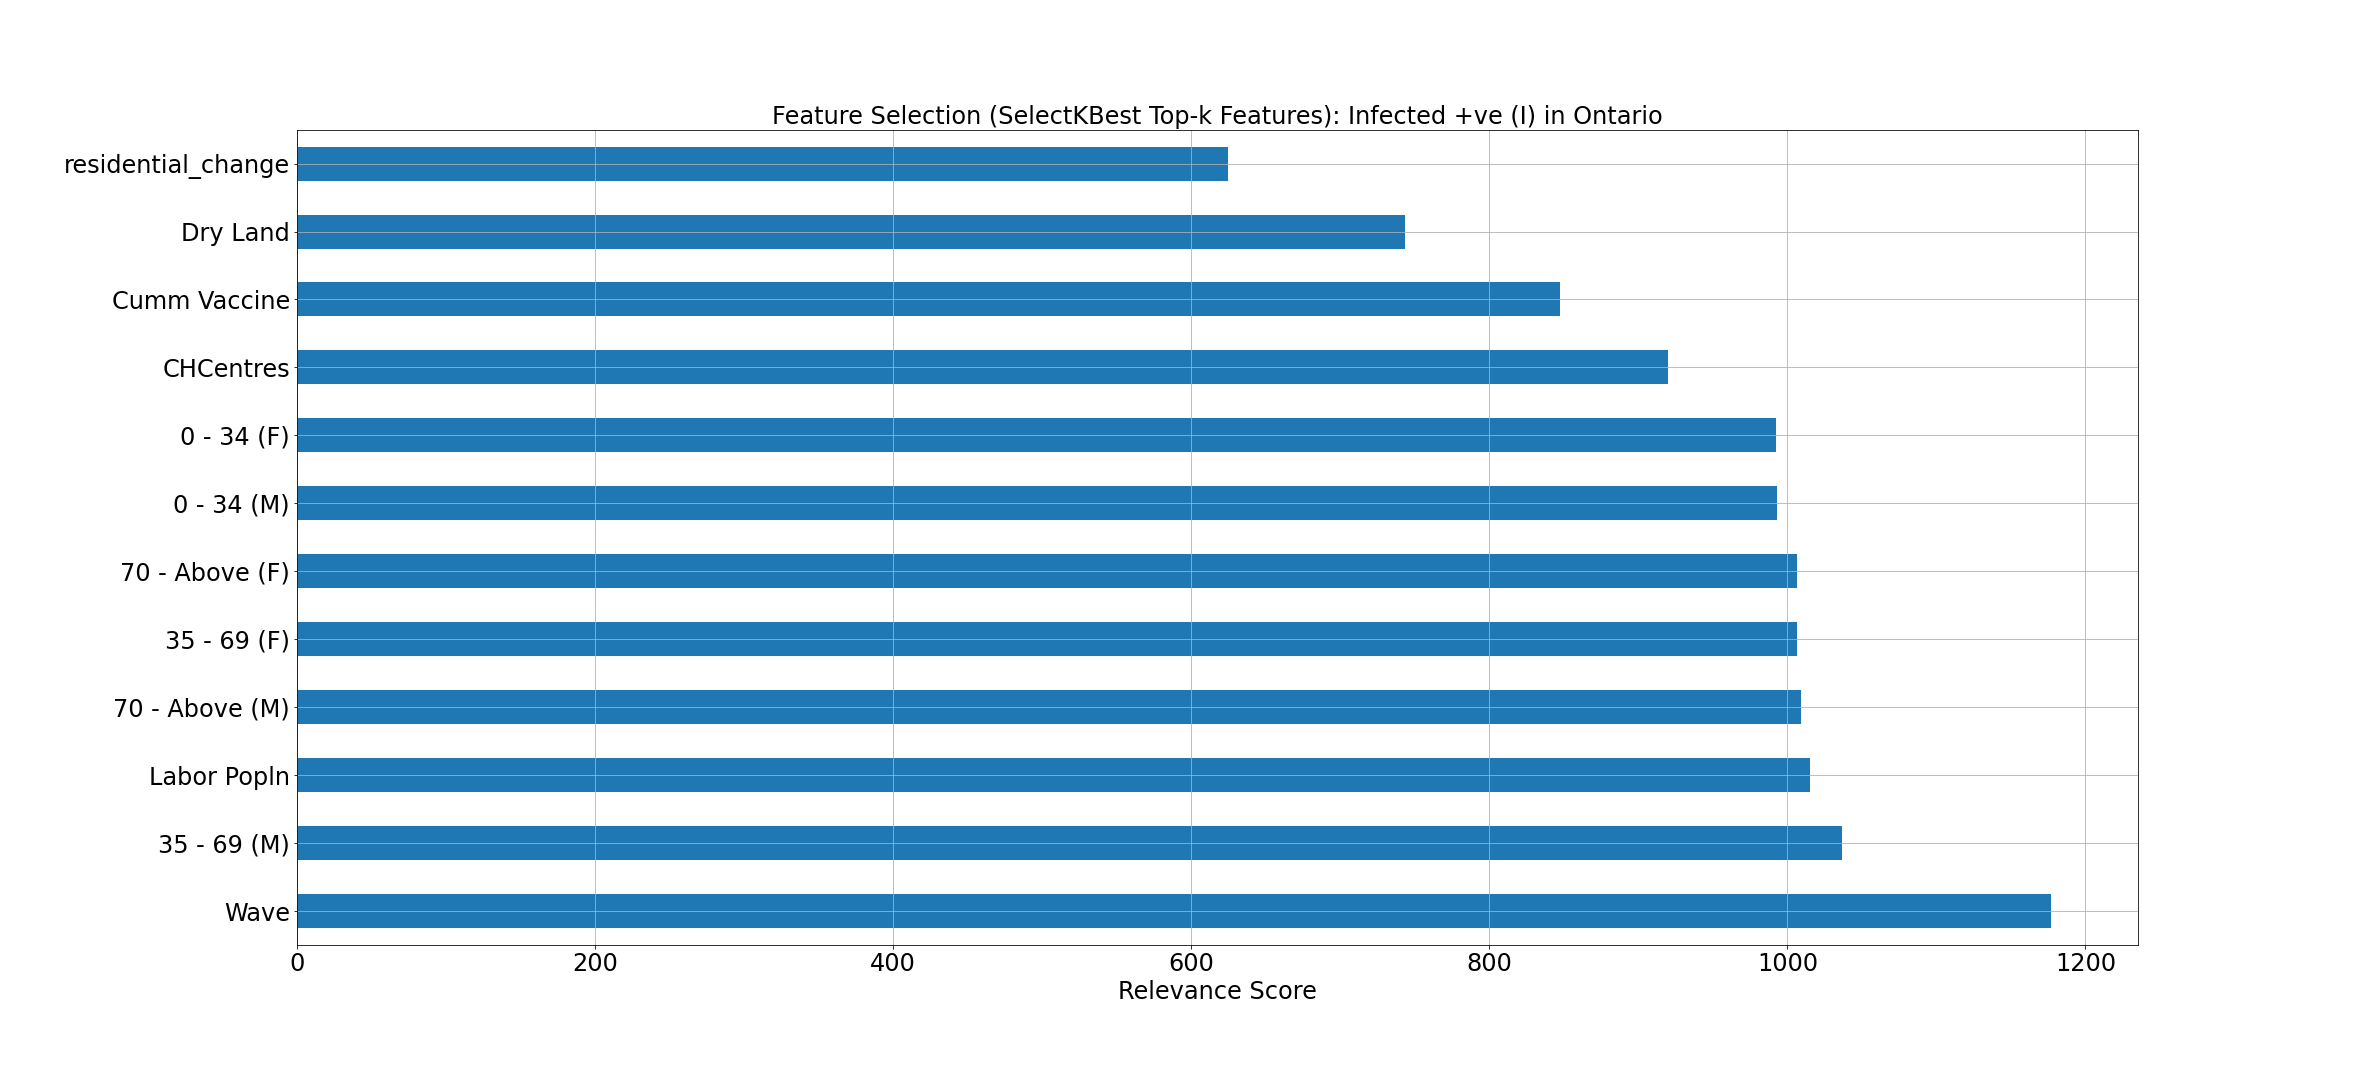 Feature Selection (SelectKBest Top-k Features): Infected +ve (I) in Ontario
residential_change
Dry Land
Cumm Vaccine
CHCentres
0 - 34 (F)
0 - 34 (M)
70 - Above (F)
35 - 69 (F)
70 - Above (M)
Labor Popln
35 - 69 (M)
Wave
0 200 400 600 800 1000 1200
Relevance Score